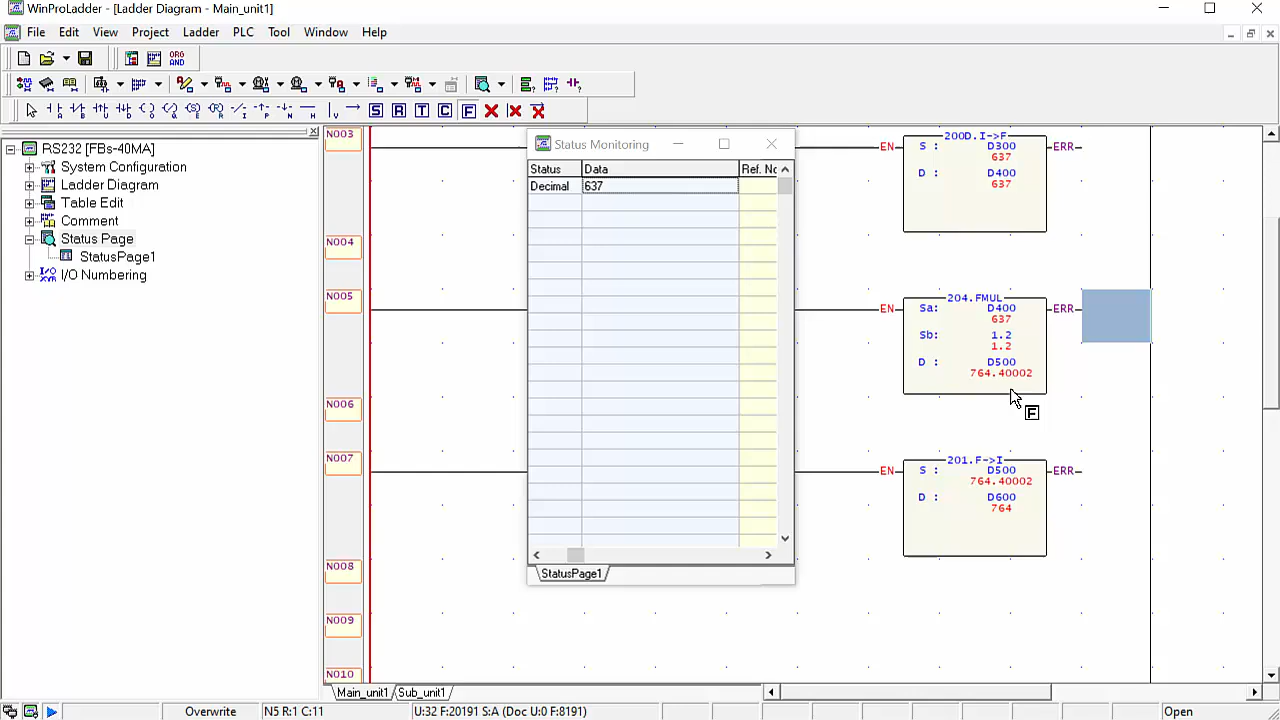 WinProLadder - [Ladder Diagram - Main_unit1]
File Edit View Project Ladder PLC Tool Window Help
ORG
AND
S R T C F
RS232 [FBs-40MA]
System Configuration
Ladder Diagram
Table Edit
Comment
Status Page
StatusPage1
I/O Numbering
N003
N004
N005
N006
N007
N008
N009
N010
Status Monitoring
Status Data Ref. No
Decimal 637
StatusPage1
200D.I->F
EN S : D300 ERR
637
D : D400
637
204.FMUL
EN Sa: D400 ERR
637
Sb: 1.2
1.2
D : D500
764.40002
F
201.F->I
EN S : D500 ERR
764.40002
D : D600
764
Main_unit1 Sub_unit1
Overwrite N5 R:1 C:11 U:32 F:20191 S:A (Doc U:0 F:8191) Open